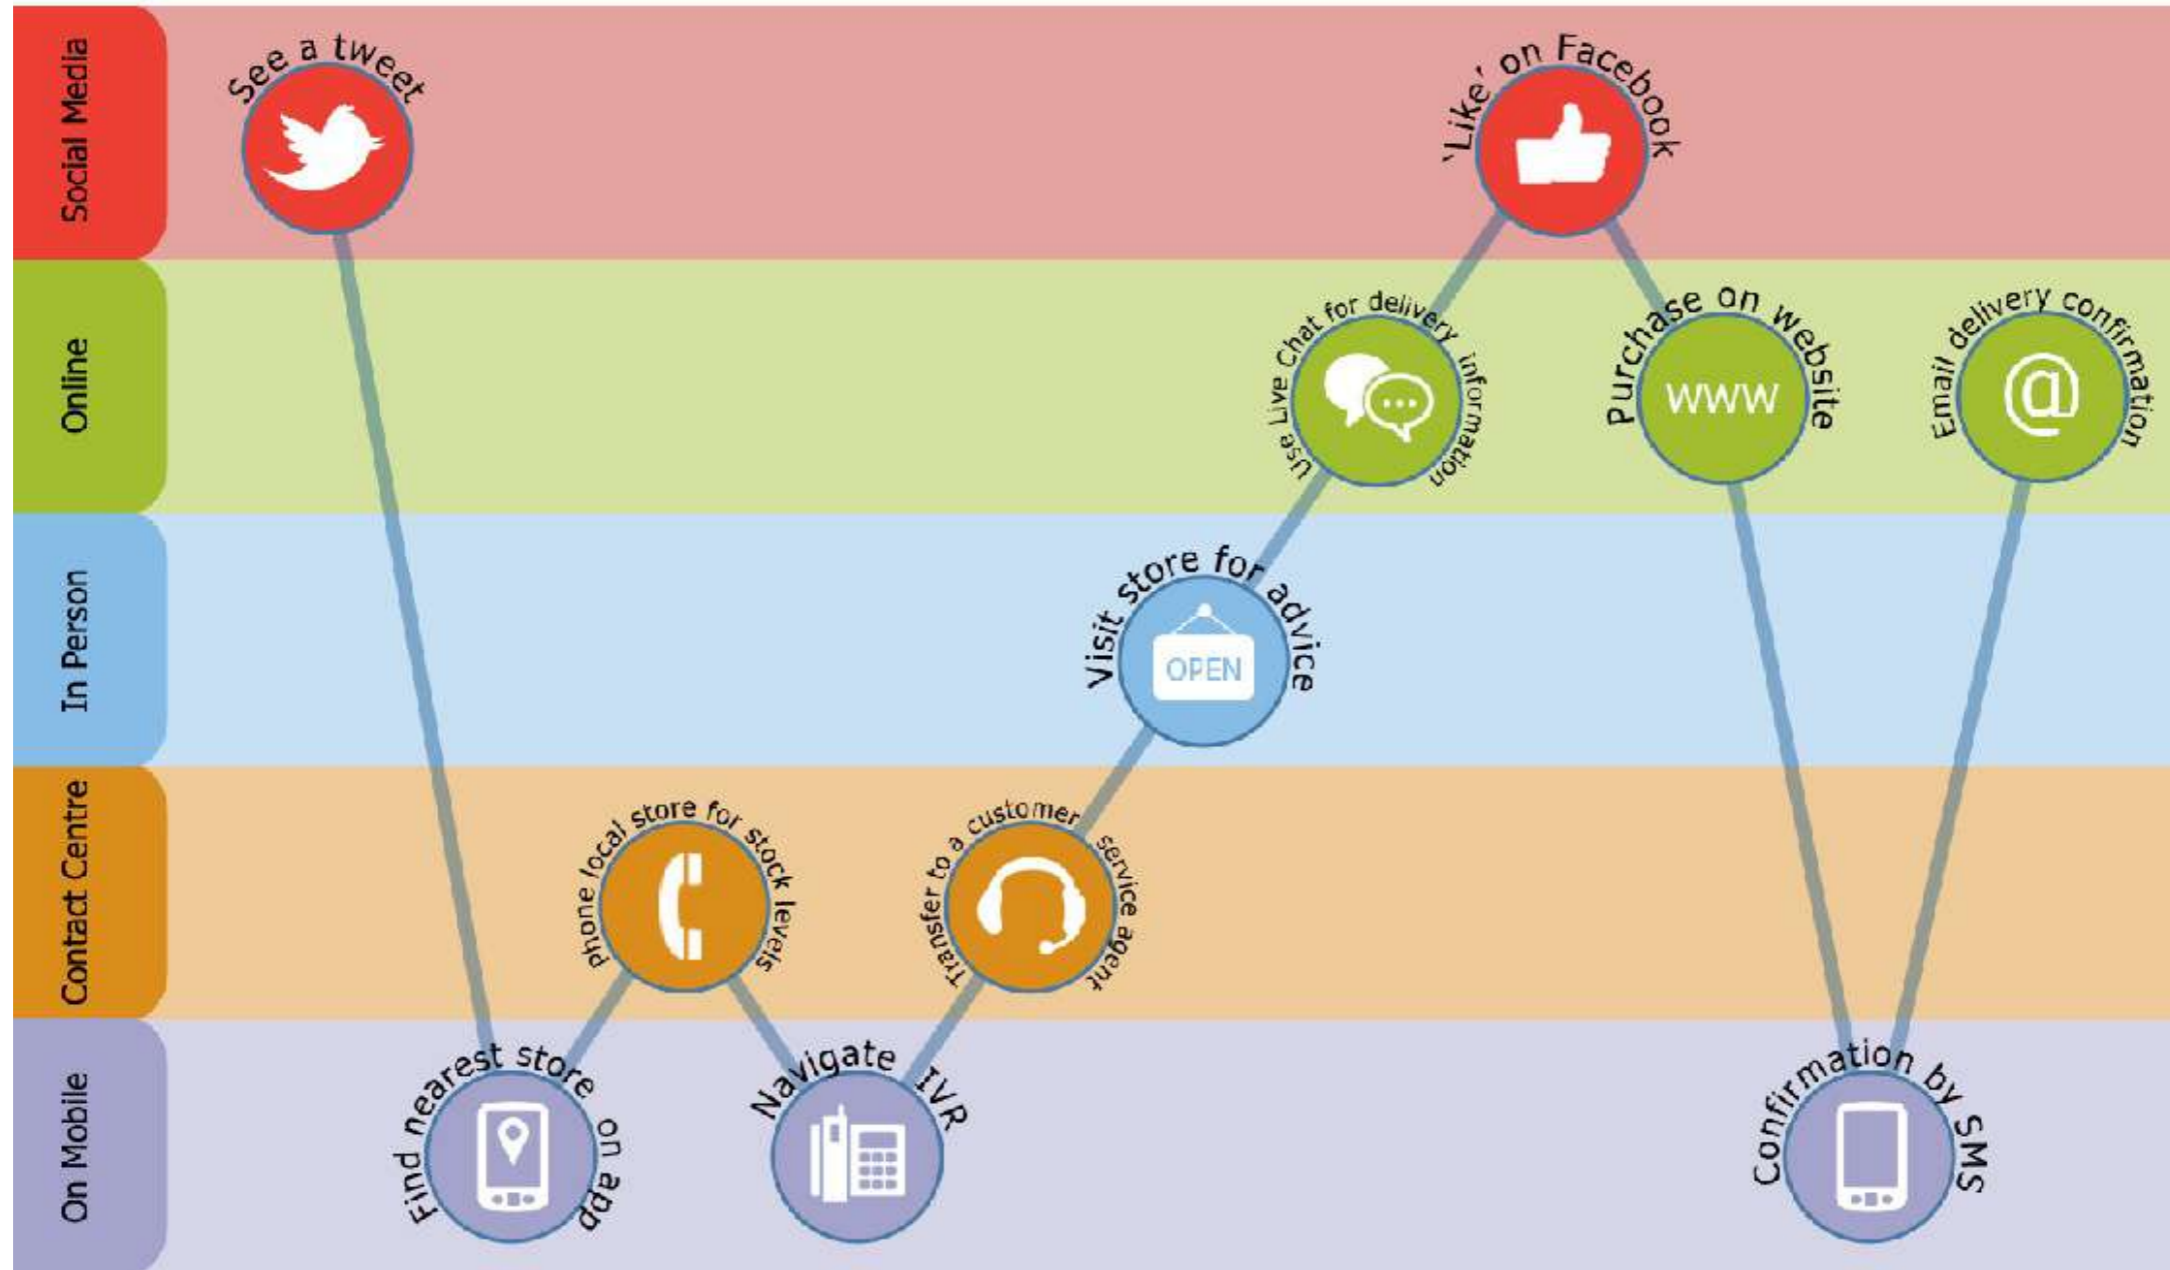 Social Media
See a tweet
`Like´ on Facebook
Online
Use Live Chat for delivery information
Purchase on website
www
Email delivery confirmation
@
In Person
Visit store for advice
OPEN
Contact Centre
Phone local store for stock levels
Transfer to a customer service agent
On Mobile
Find nearest store on app
Navigate IVR
Confirmation by SMS